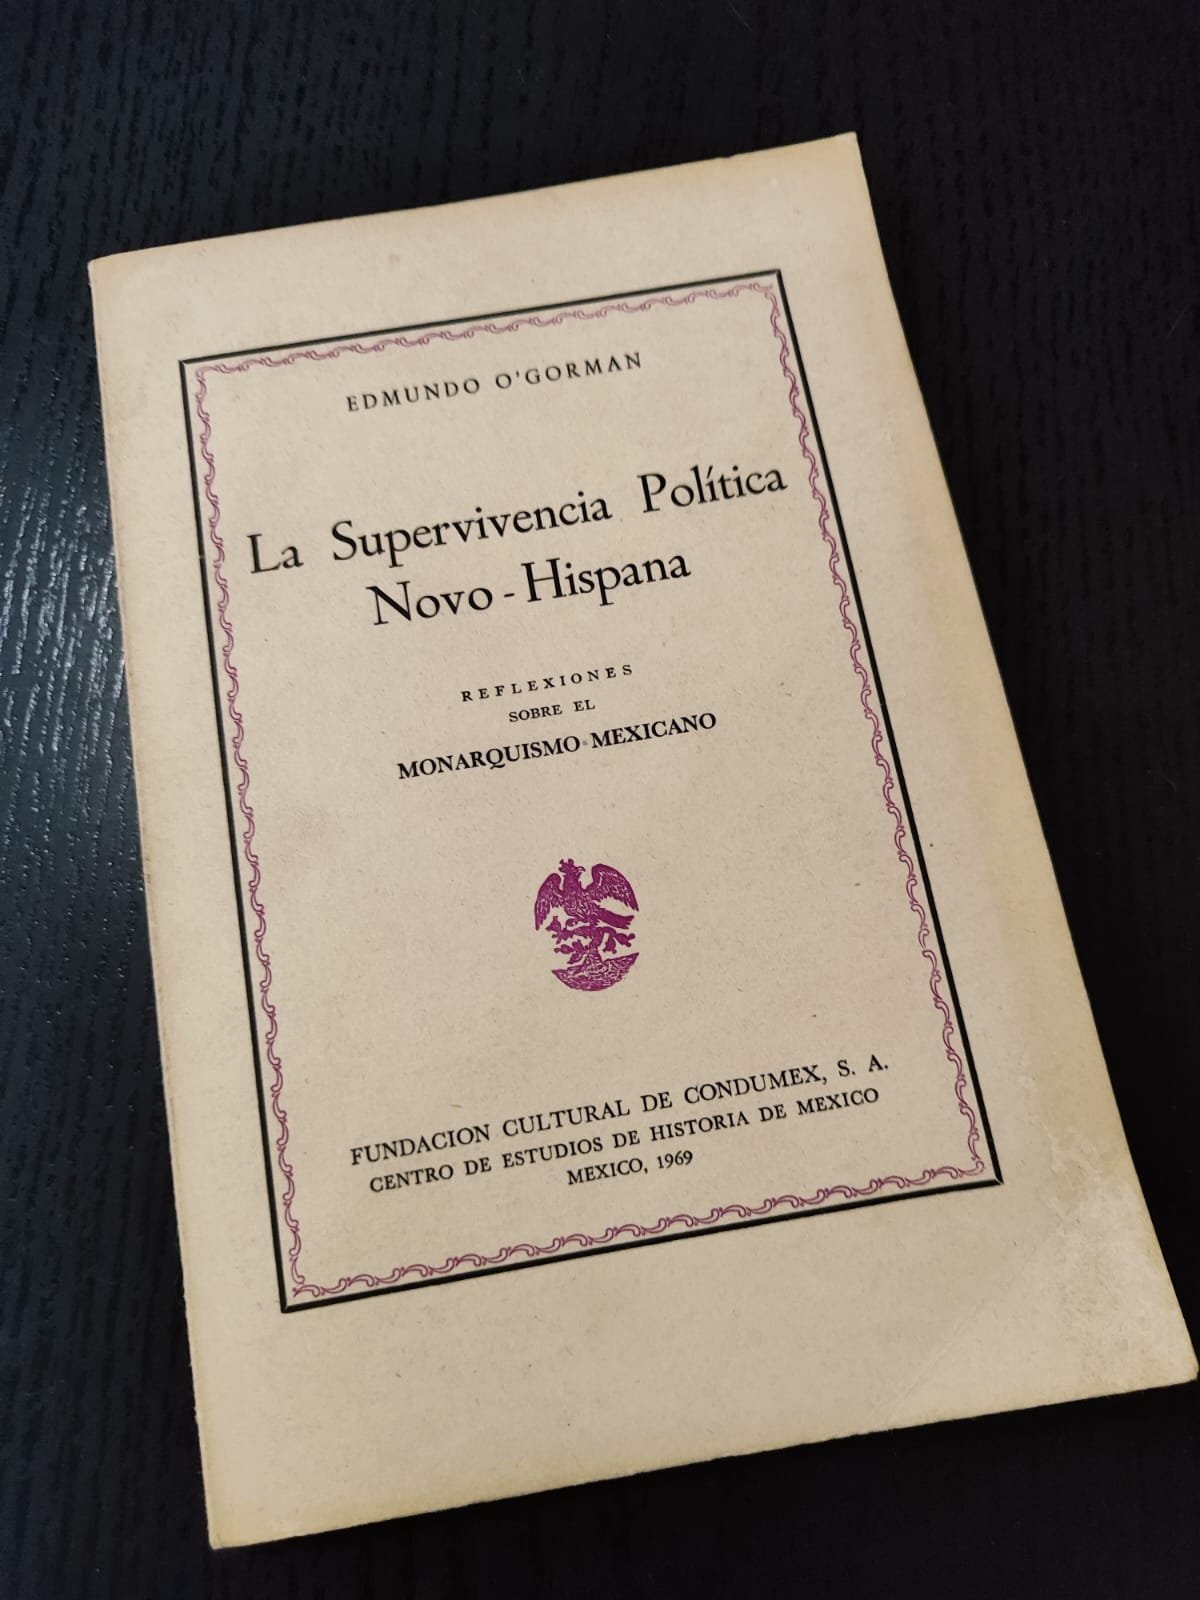 EDMUNDO O'GORMAN
La Supervivencia Política
Novo-Hispana
REFLEXIONES
SOBRE EL
MONARQUISMO MEXICANO
FUNDACION CULTURAL DE CONDUMEX, S. A.
CENTRO DE ESTUDIOS DE HISTORIA DE MEXICO
MEXICO, 1969